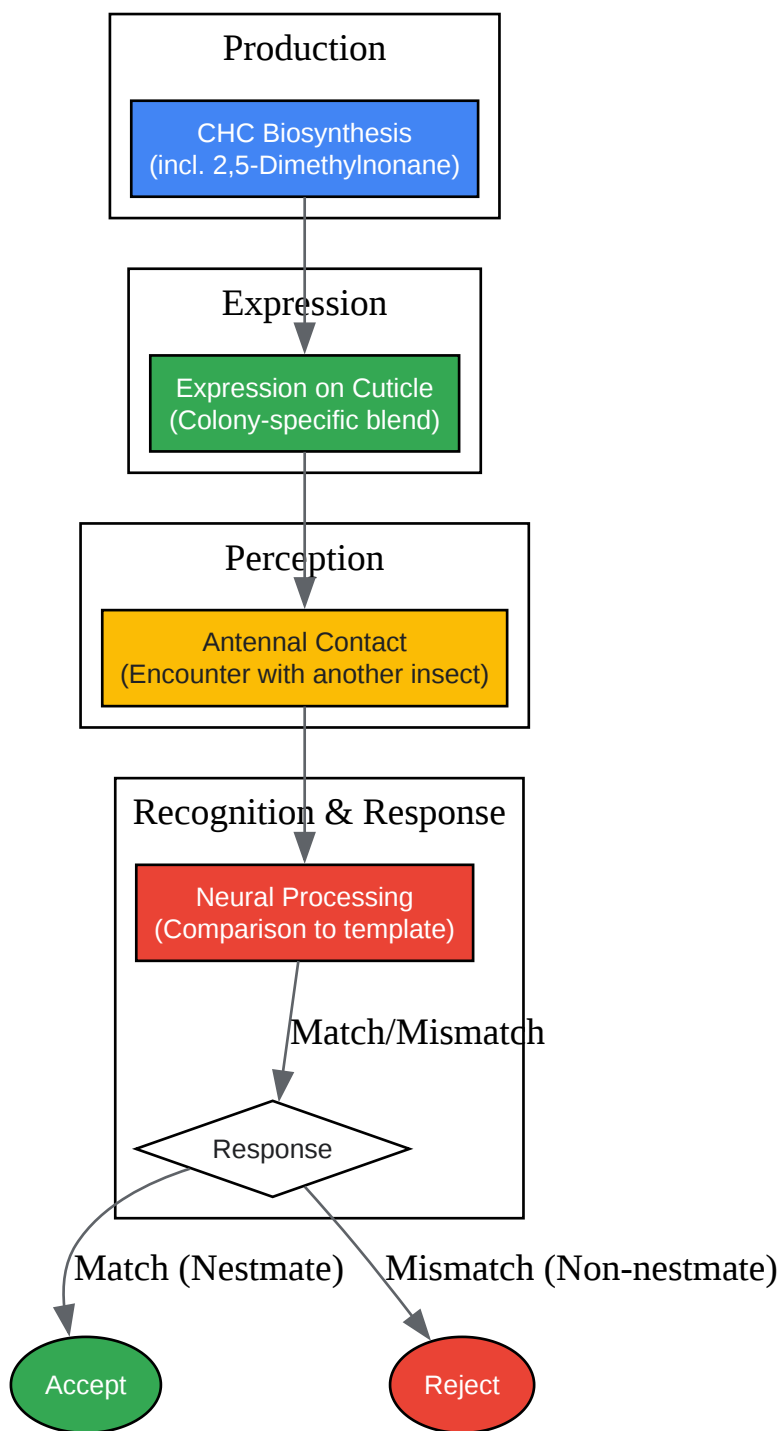 Production
CHC Biosynthesis
(incl. 2,5-Dimethylnonane)
Expression
Expression on Cuticle
(Colony-specific blend)
Perception
Antennal Contact
(Encounter with another insect)
Recognition & Response
Neural Processing
(Comparison to template)
Match/Mismatch
Response
Match (Nestmate)
Mismatch (Non-nestmate)
Accept
Reject